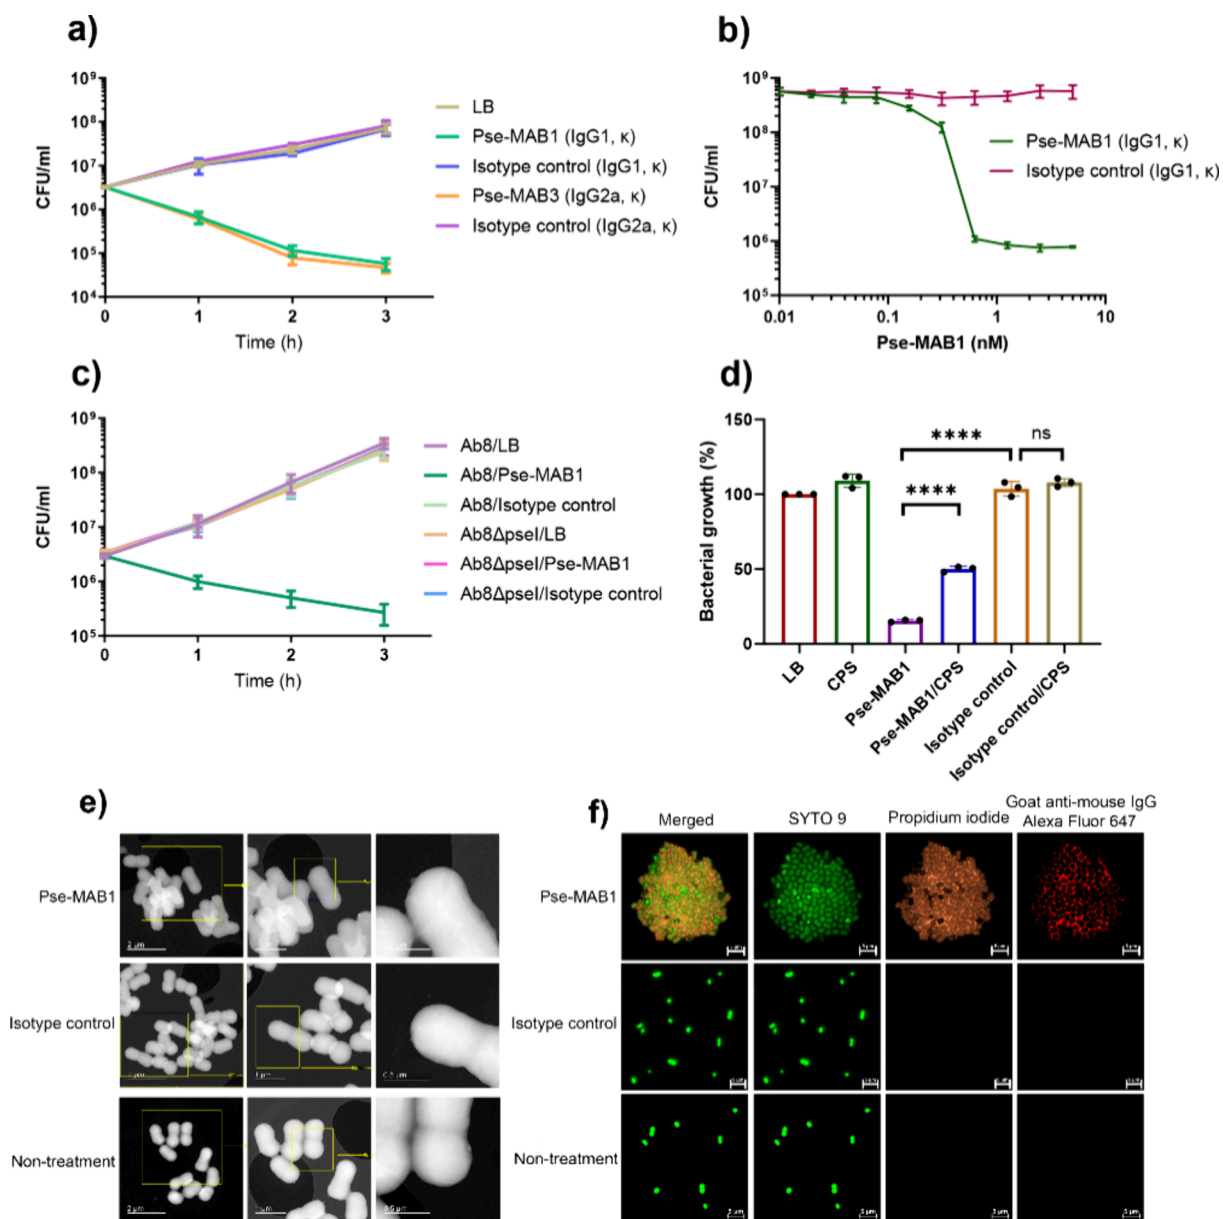 a)
10⁹
10⁸
10⁷
10⁶
10⁵
10⁴
CFU/ml
0 1 2 3
Time (h)
LB
Pse-MAB1 (IgG1, κ)
Isotype control (IgG1, κ)
Pse-MAB3 (IgG2a, κ)
Isotype control (IgG2a, κ)
b)
10⁹
10⁸
10⁷
10⁶
10⁵
CFU/ml
0.01 0.1 1 10
Pse-MAB1 (nM)
Pse-MAB1 (IgG1, κ)
Isotype control (IgG1, κ)
c)
10⁹
10⁸
10⁷
10⁶
10⁵
CFU/ml
0 1 2 3
Time (h)
Ab8/LB
Ab8/Pse-MAB1
Ab8/Isotype control
Ab8ΔpseI/LB
Ab8ΔpseI/Pse-MAB1
Ab8ΔpseI/Isotype control
d)
150
100
50
0
Bacterial growth (%)
**** ns
****
LB
CPS
Pse-MAB1
Pse-MAB1/CPS
Isotype control
Isotype control/CPS
e)
Pse-MAB1
2 μm
Isotype control
0.5 μm
Non-treatment
2 μm
0.5 μm
f)
Merged
SYTO 9
Propidium iodide
Goat anti-mouse IgG
Alexa Fluor 647
Pse-MAB1
Isotype control
Non-treatment